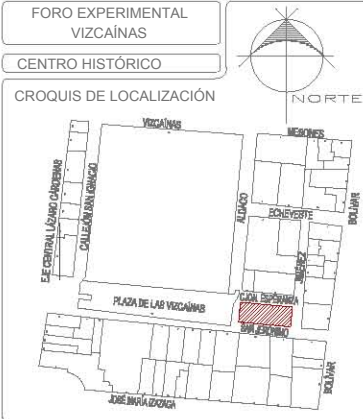 FORO EXPERIMENTAL
VIZCAÍNAS
CENTRO HISTÓRICO
CROQUIS DE LOCALIZACIÓN
NORTE
VIZCAÍNAS
MESONES
EJE CENTRAL LÁZARO CÁRDENAS
CALLEJÓN SAN IGNACIO
ALDACO
BOLÍVAR
ECHEVESTE
JIMÉNEZ
CJON. ESPERANZA
PLAZA DE LAS VIZCAÍNAS
SAN JERÓNIMO
BOLÍVAR
JOSÉ MARÍA IZAZAGA